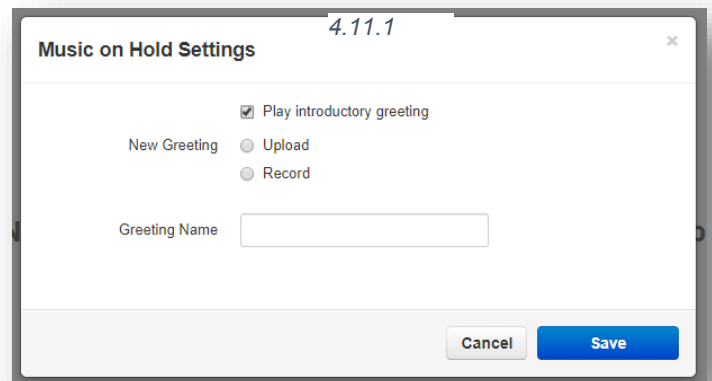 4.11.1
Music on Hold Settings ×
Play introductory greeting
New Greeting
Upload
Record
Greeting Name
Cancel Save